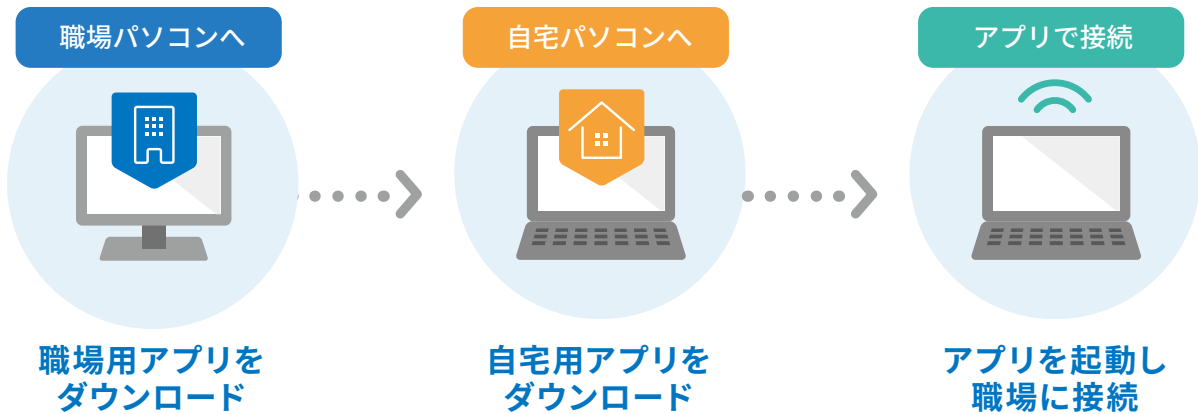 職場パソコンへ
自宅パソコンへ
アプリで接続
職場用アプリを
ダウンロード
自宅用アプリを
ダウンロード
アプリを起動し
職場に接続